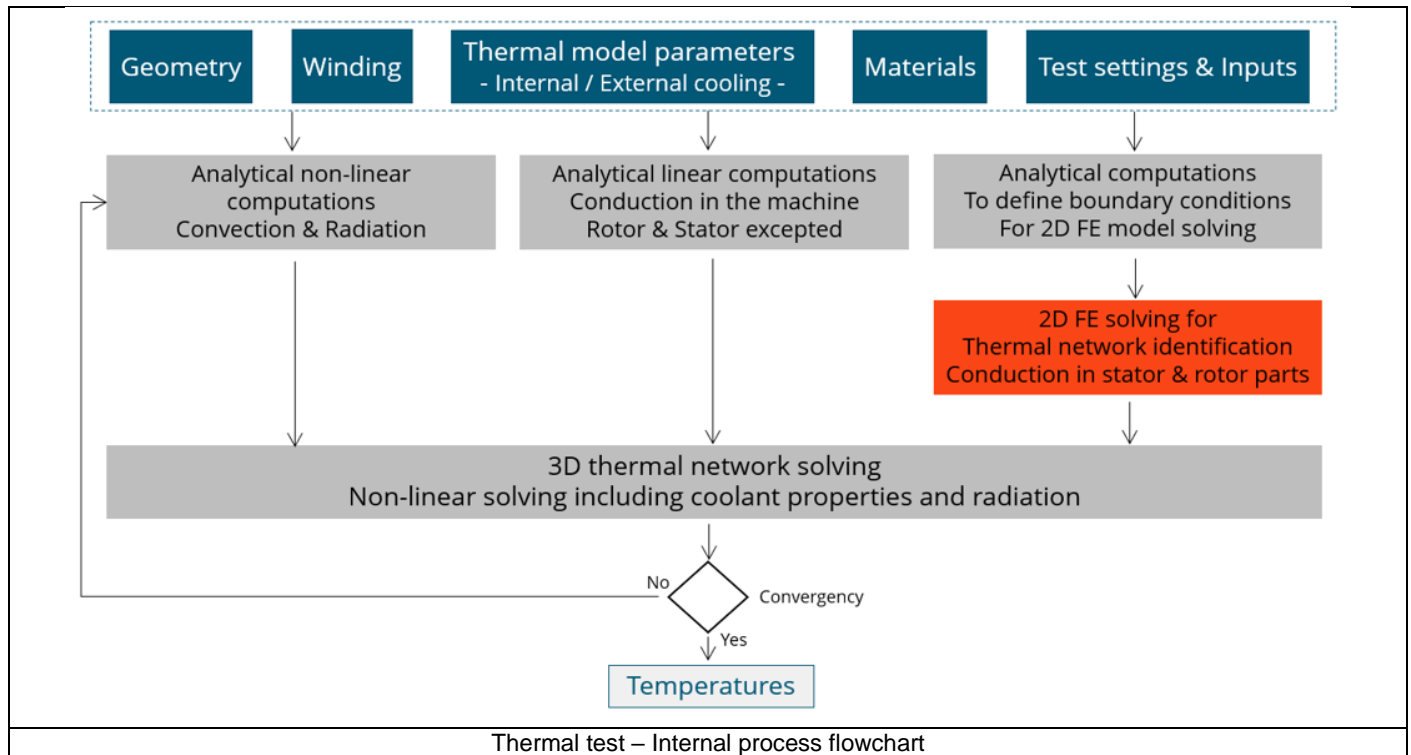 Geometry
Winding
Thermal model parameters
- Internal / External cooling -
Materials
Test settings & Inputs
Analytical non-linear
computations
Convection & Radiation
Analytical linear computations
Conduction in the machine
Rotor & Stator excepted
Analytical computations
To define boundary conditions
For 2D FE model solving
2D FE solving for
Thermal network identification
Conduction in stator & rotor parts
3D thermal network solving
Non-linear solving including coolant properties and radiation
No
Convergency
Yes
Temperatures
Thermal test – Internal process flowchart